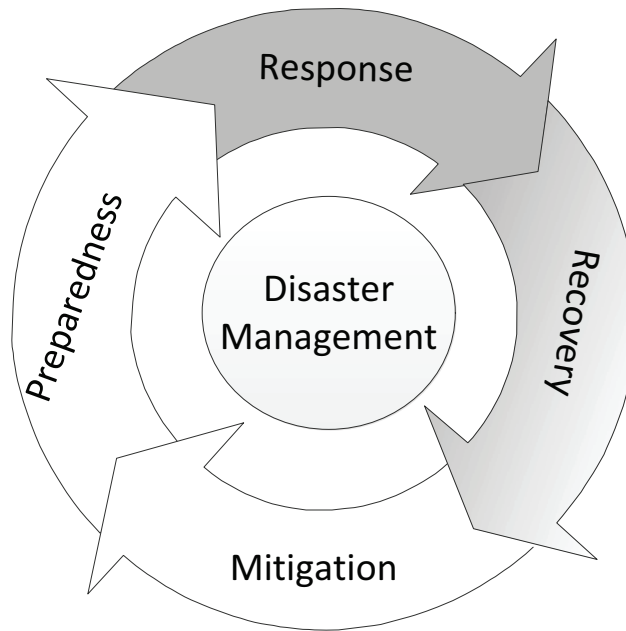 Response
Recovery
Disaster
Management
Preparedness
Mitigation